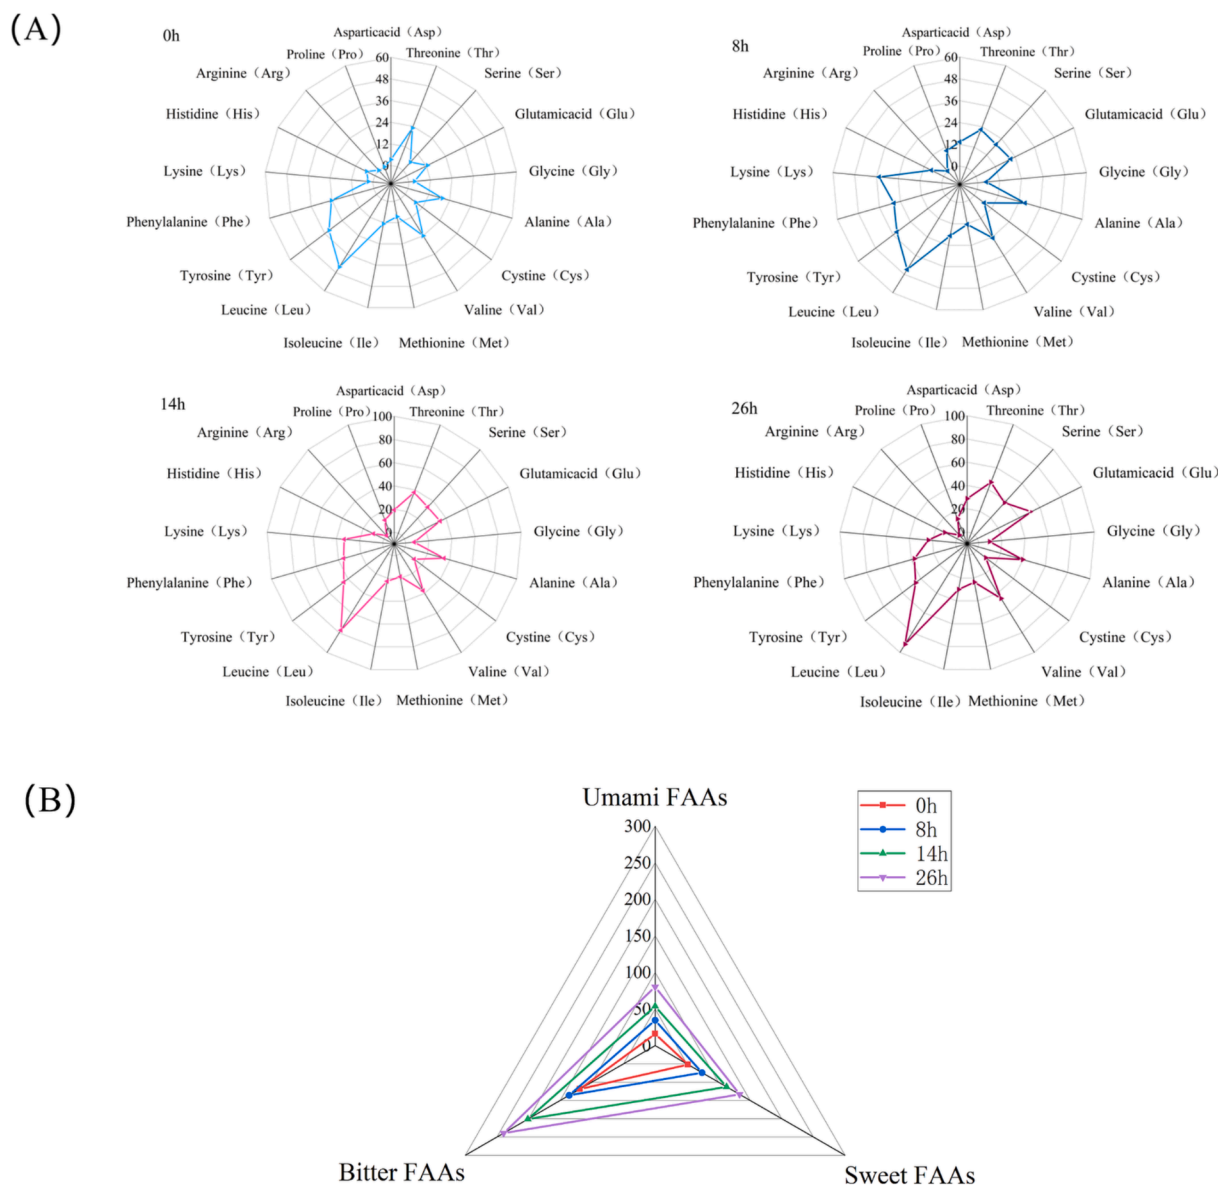 (A)
0h
Asparticacid（Asp）
Proline (Pro)
Threonine (Thr)
Arginine（Arg）
Serine (Ser)
Histidine（His）
Glutamicacid（Glu）
Lysine（Lys）
Glycine (Gly)
Phenylalanine（Phe）
Alanine（Ala）
Tyrosine（Tyr）
Cystine（Cys）
Leucine（Leu）
Valine（Val）
Isoleucine（Ile）
Methionine（Met）
60
48
36
24
12
0
8h
Asparticacid（Asp）
Proline (Pro)
Threonine (Thr)
Arginine（Arg）
Serine (Ser)
Histidine（His）
Glutamicacid（Glu）
Lysine（Lys）
Glycine (Gly)
Phenylalanine（Phe）
Alanine（Ala）
Tyrosine（Tyr）
Cystine（Cys）
Leucine（Leu）
Valine（Val）
Isoleucine（Ile）
Methionine（Met）
60
48
36
24
12
0
14h
Asparticacid（Asp）
Proline (Pro)
Threonine (Thr)
Arginine（Arg）
Serine (Ser)
Histidine（His）
Glutamicacid（Glu）
Lysine（Lys）
Glycine (Gly)
Phenylalanine（Phe）
Alanine（Ala）
Tyrosine（Tyr）
Cystine（Cys）
Leucine（Leu）
Valine（Val）
Isoleucine（Ile）
Methionine（Met）
100
80
60
40
20
0
26h
Asparticacid（Asp）
Proline (Pro)
Threonine (Thr)
Arginine（Arg）
Serine (Ser)
Histidine（His）
Glutamicacid（Glu）
Lysine（Lys）
Glycine (Gly)
Phenylalanine（Phe）
Alanine（Ala）
Tyrosine（Tyr）
Cystine（Cys）
Leucine（Leu）
Valine（Val）
Isoleucine（Ile）
Methionine（Met）
100
80
60
40
20
0
(B)
Umami FAAs
300
250
200
150
100
50
0
Bitter FAAs
Sweet FAAs
0h
8h
14h
26h